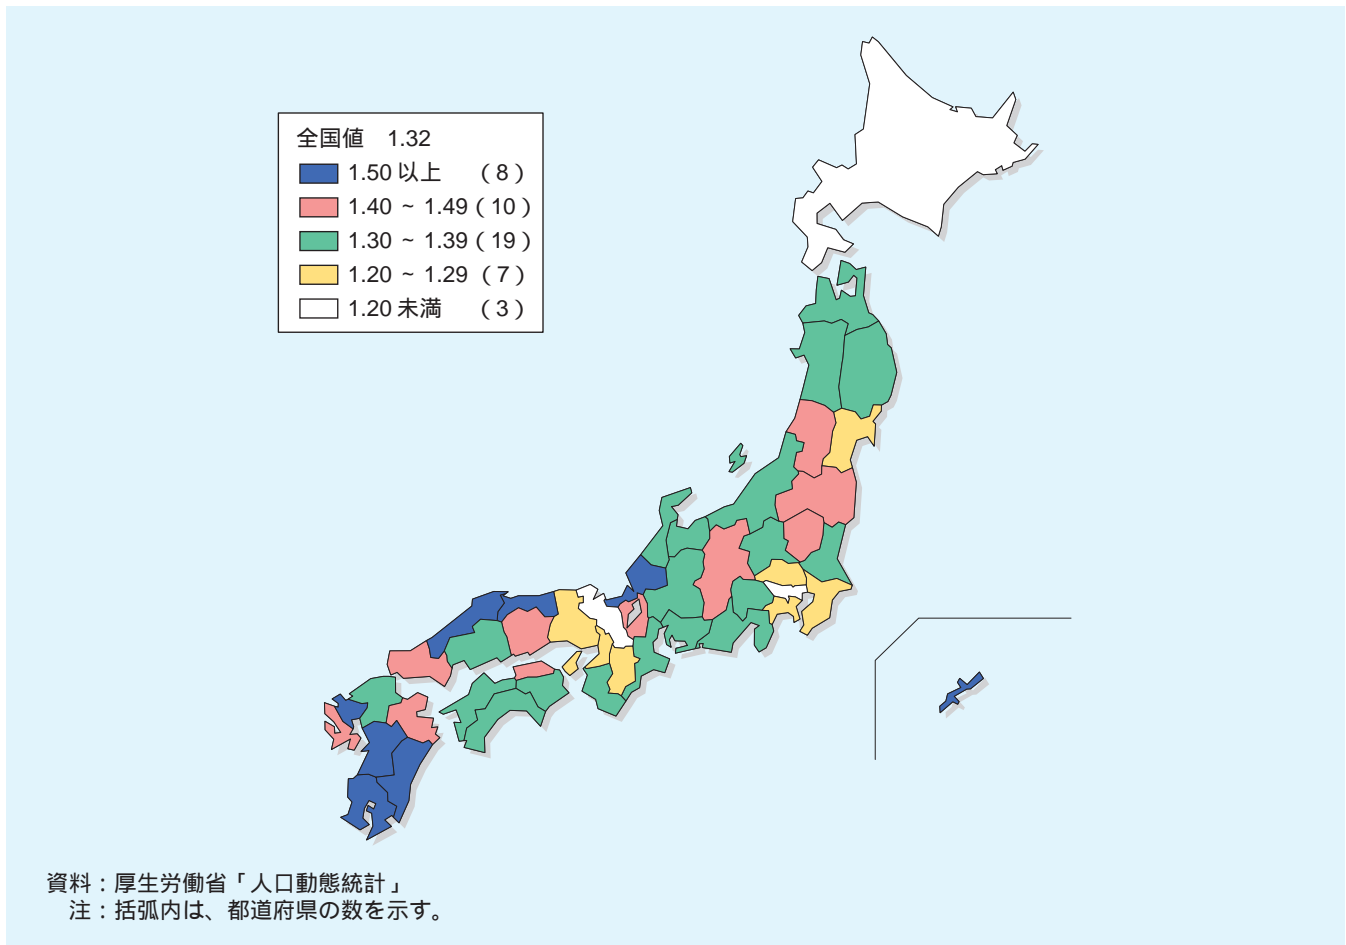 全国値 1.32
1.50 以上 (8)
1.40 ~ 1.49 (10)
1.30 ~ 1.39 (19)
1.20 ~ 1.29 (7)
1.20 未満 (3)
資料：厚生労働省「人口動態統計」
注：括弧内は、都道府県の数を示す。